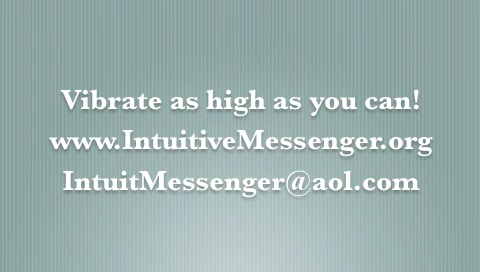 Vibrate as high as you can!
www.IntuitiveMessenger.org
IntuitMessenger@aol.com